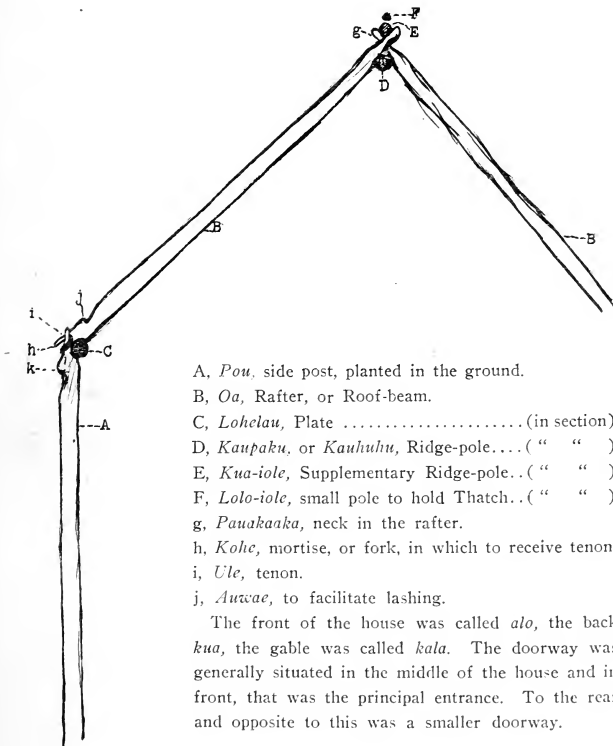 F
g
E
D
B
B
j
i
h
C
k
A
A, Pou, side post, planted in the ground.
B, Oa, Rafter, or Roof-beam.
C, Lohelau, Plate ......................(in section)
D, Kaupaku, or Kauhuhu, Ridge-pole....( “ “ )
E, Kua-iole, Supplementary Ridge-pole..( “ “ )
F, Lolo-iole, small pole to hold Thatch..( “ “ )
g, Pauakaaka, neck in the rafter.
h, Kohe, mortise, or fork, in which to receive tenon
i, Ule, tenon.
j, Auwae, to facilitate lashing.
The front of the house was called alo, the back
kua, the gable was called kala. The doorway was
generally situated in the middle of the house and in
front, that was the principal entrance. To the rear
and opposite to this was a smaller doorway.